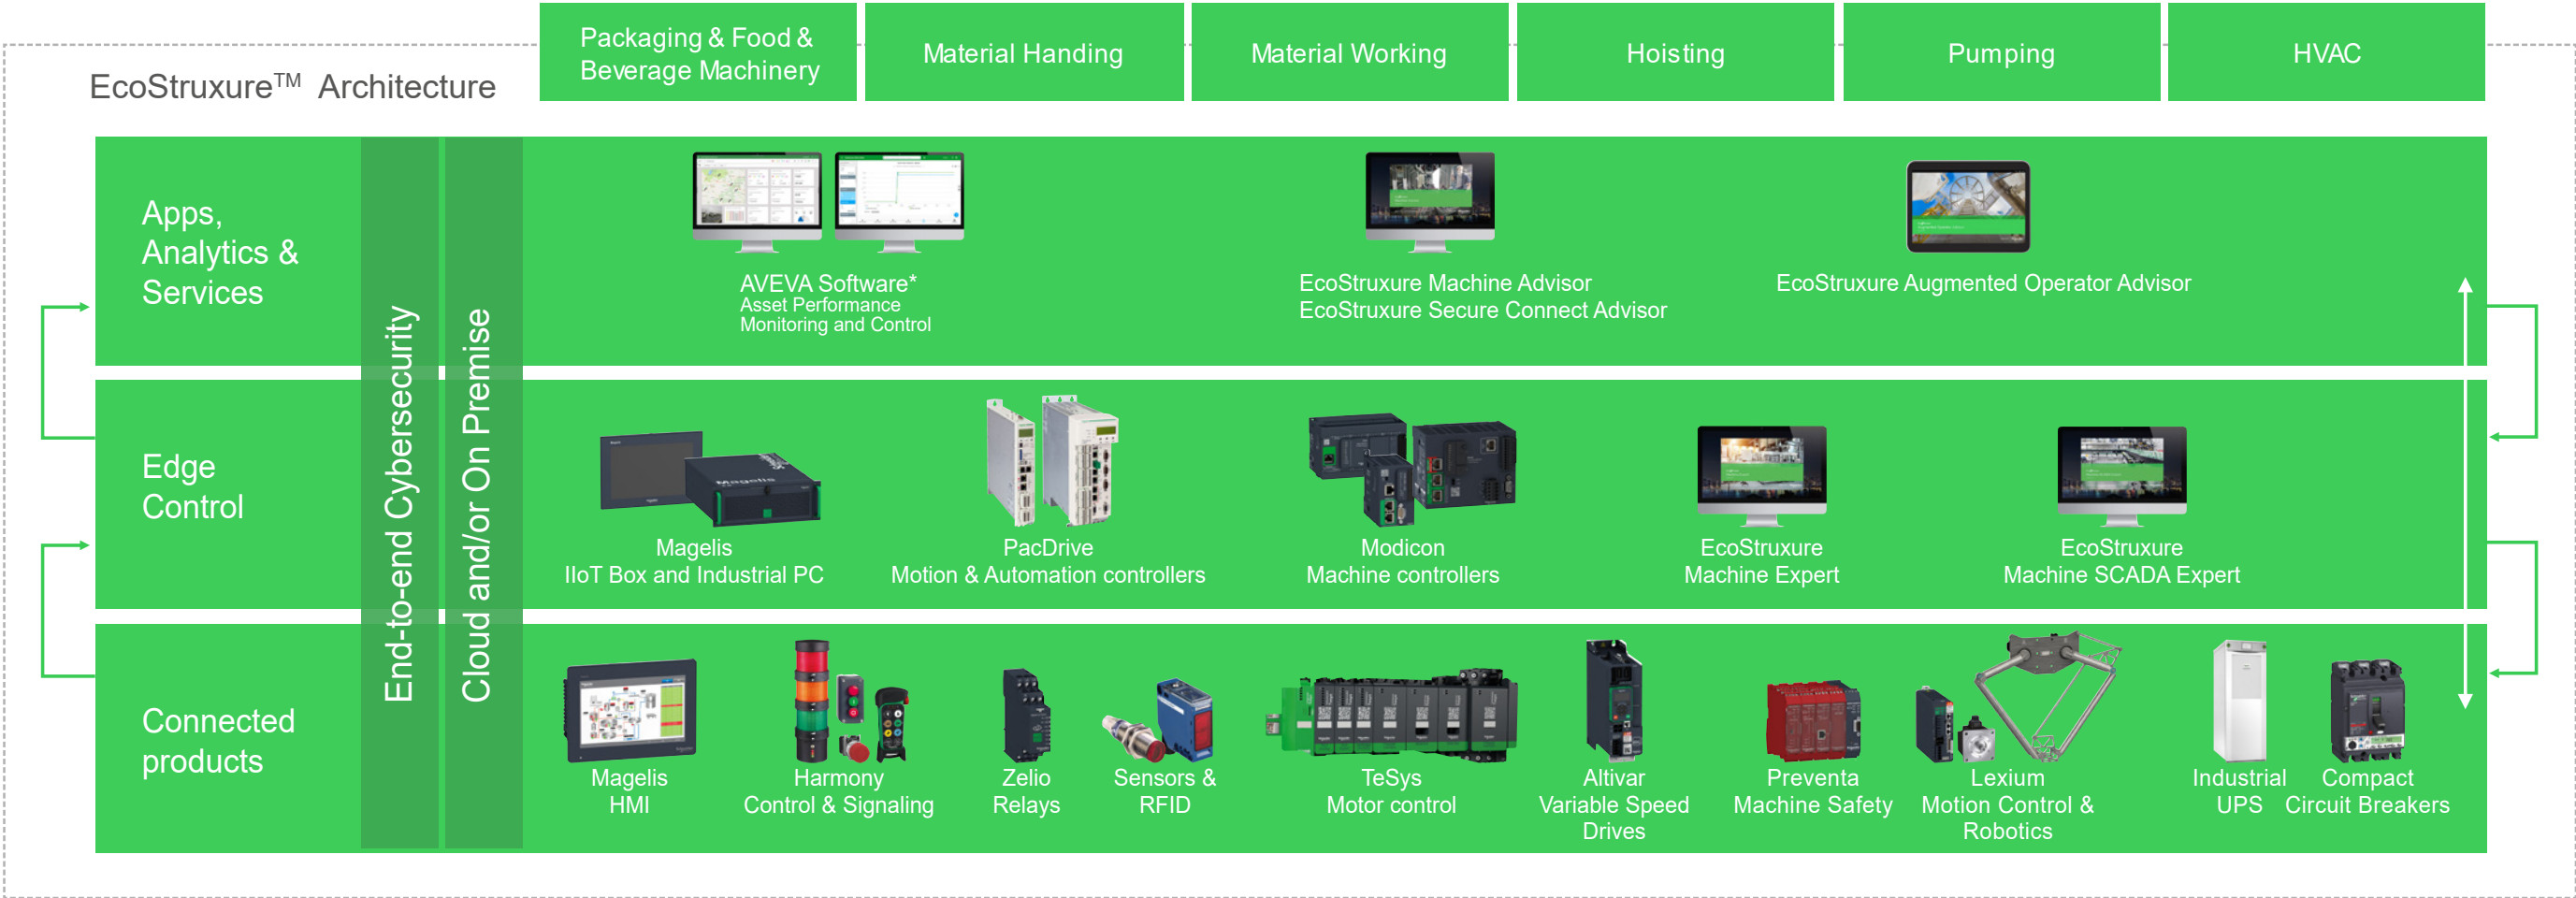 Packaging & Food &
Beverage Machinery
Material Handing
Material Working
Hoisting
Pumping
HVAC
EcoStruxure™ Architecture
Apps,
Analytics &
Services
End-to-end Cybersecurity
Cloud and/or On Premise
AVEVA Software*
Asset Performance
Monitoring and Control
EcoStruxure Machine Advisor
EcoStruxure Secure Connect Advisor
EcoStruxure Augmented Operator Advisor
Edge
Control
Magelis
Magelis
IIoT Box and Industrial PC
PacDrive
Motion & Automation controllers
Modicon
Machine controllers
EcoStruxure
Machine Expert
EcoStruxure
Machine SCADA Expert
Connected
products
Magelis
HMI
Harmony
Control & Signaling
Zelio
Relays
Sensors &
RFID
TeSys
Motor control
Altivar
Variable Speed
Drives
Preventa
Machine Safety
Lexium
Motion Control &
Robotics
Industrial
UPS
Compact
Circuit Breakers